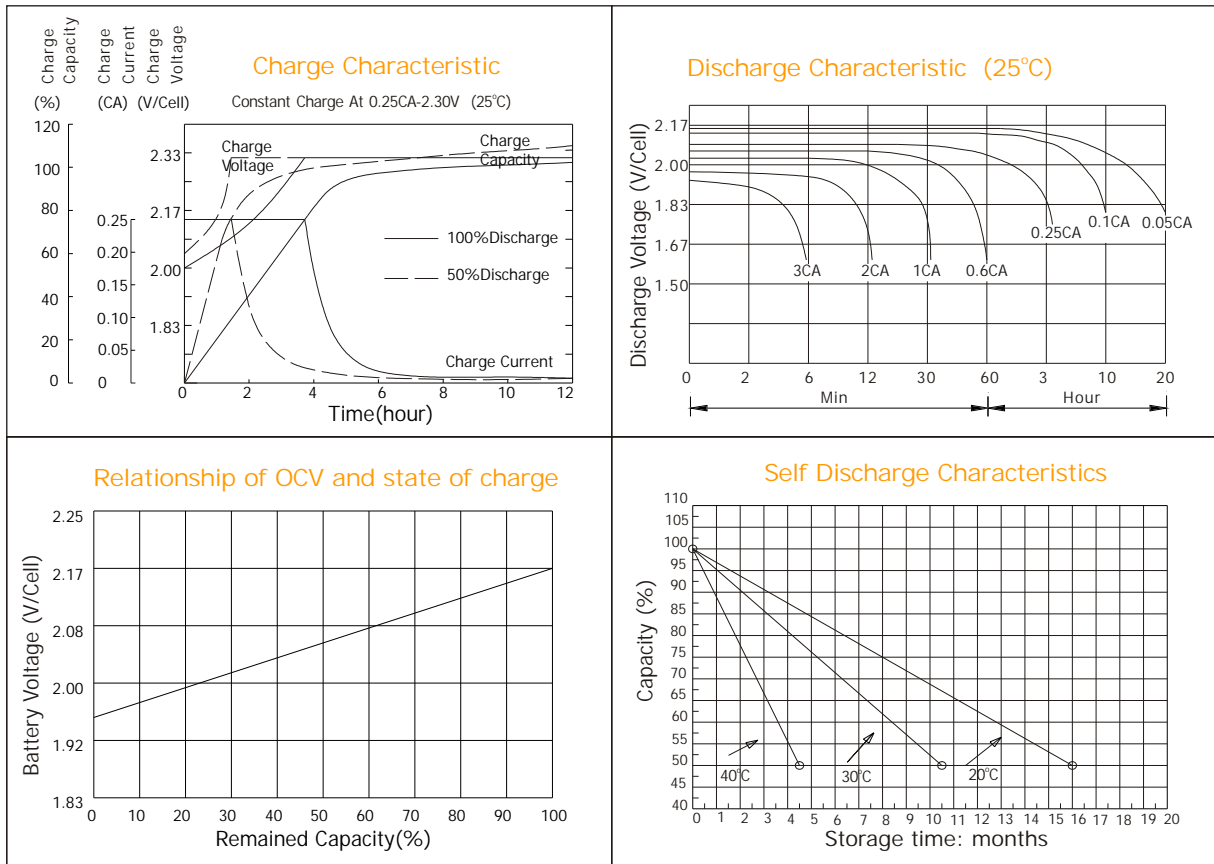 Charge Characteristic
Charge Capacity
Charge Current
Charge Voltage
(%)
(CA)
(V/Cell)
Constant Charge At 0.25CA-2.30V (25°C)
120
100
80
60
40
20
0
0.25
0.20
0.15
0.10
0.05
0
2.33
2.17
2.00
1.83
Charge Voltage
Charge Capacity
100%Discharge
50%Discharge
Charge Current
0 2 4 6 8 10 12
Time(hour)
Discharge Characteristic (25°C)
Discharge Voltage (V/Cell)
2.17
2.00
1.83
1.67
1.50
3CA
2CA
1CA
0.6CA
0.25CA
0.1CA
0.05CA
0 2 6 12 30 60 3 10 20
Min
Hour
Relationship of OCV and state of charge
Battery Voltage (V/Cell)
2.25
2.17
2.08
2.00
1.92
1.83
0 10 20 30 40 50 60 70 80 90 100
Remained Capacity(%)
Self Discharge Characteristics
Capacity (%)
110
105
100
95
90
85
80
75
70
65
60
55
50
45
40
40°C
30°C
20°C
0 1 2 3 4 5 6 7 8 9 10 11 12 13 14 15 16 17 18 19 20
Storage time: months